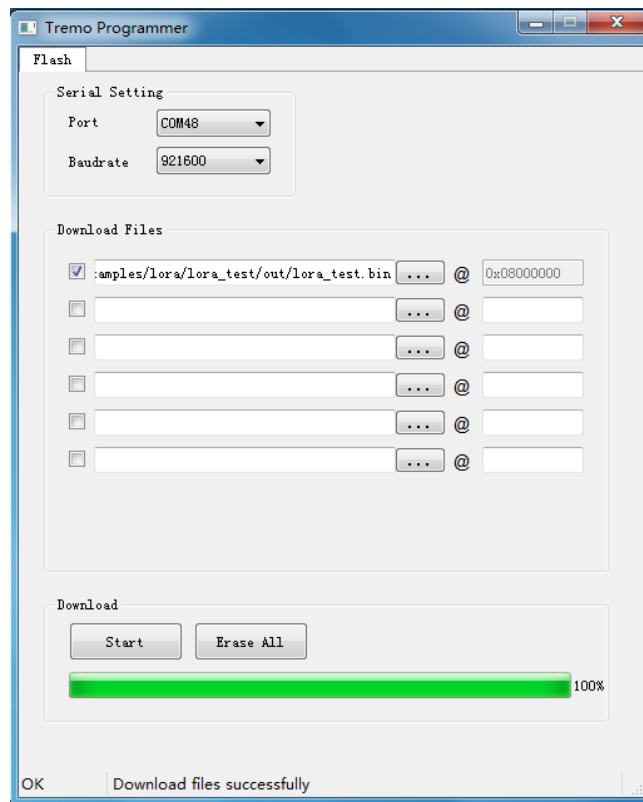 Tremo Programmer
Flash
Serial Setting
Port COM48
Baudrate 921600
Download Files
amples/lora/lora_test/out/lora_test.bin ... @ 0x08000000
... @
... @
... @
... @
... @
Download
Start Erase All
100%
OK Download files successfully